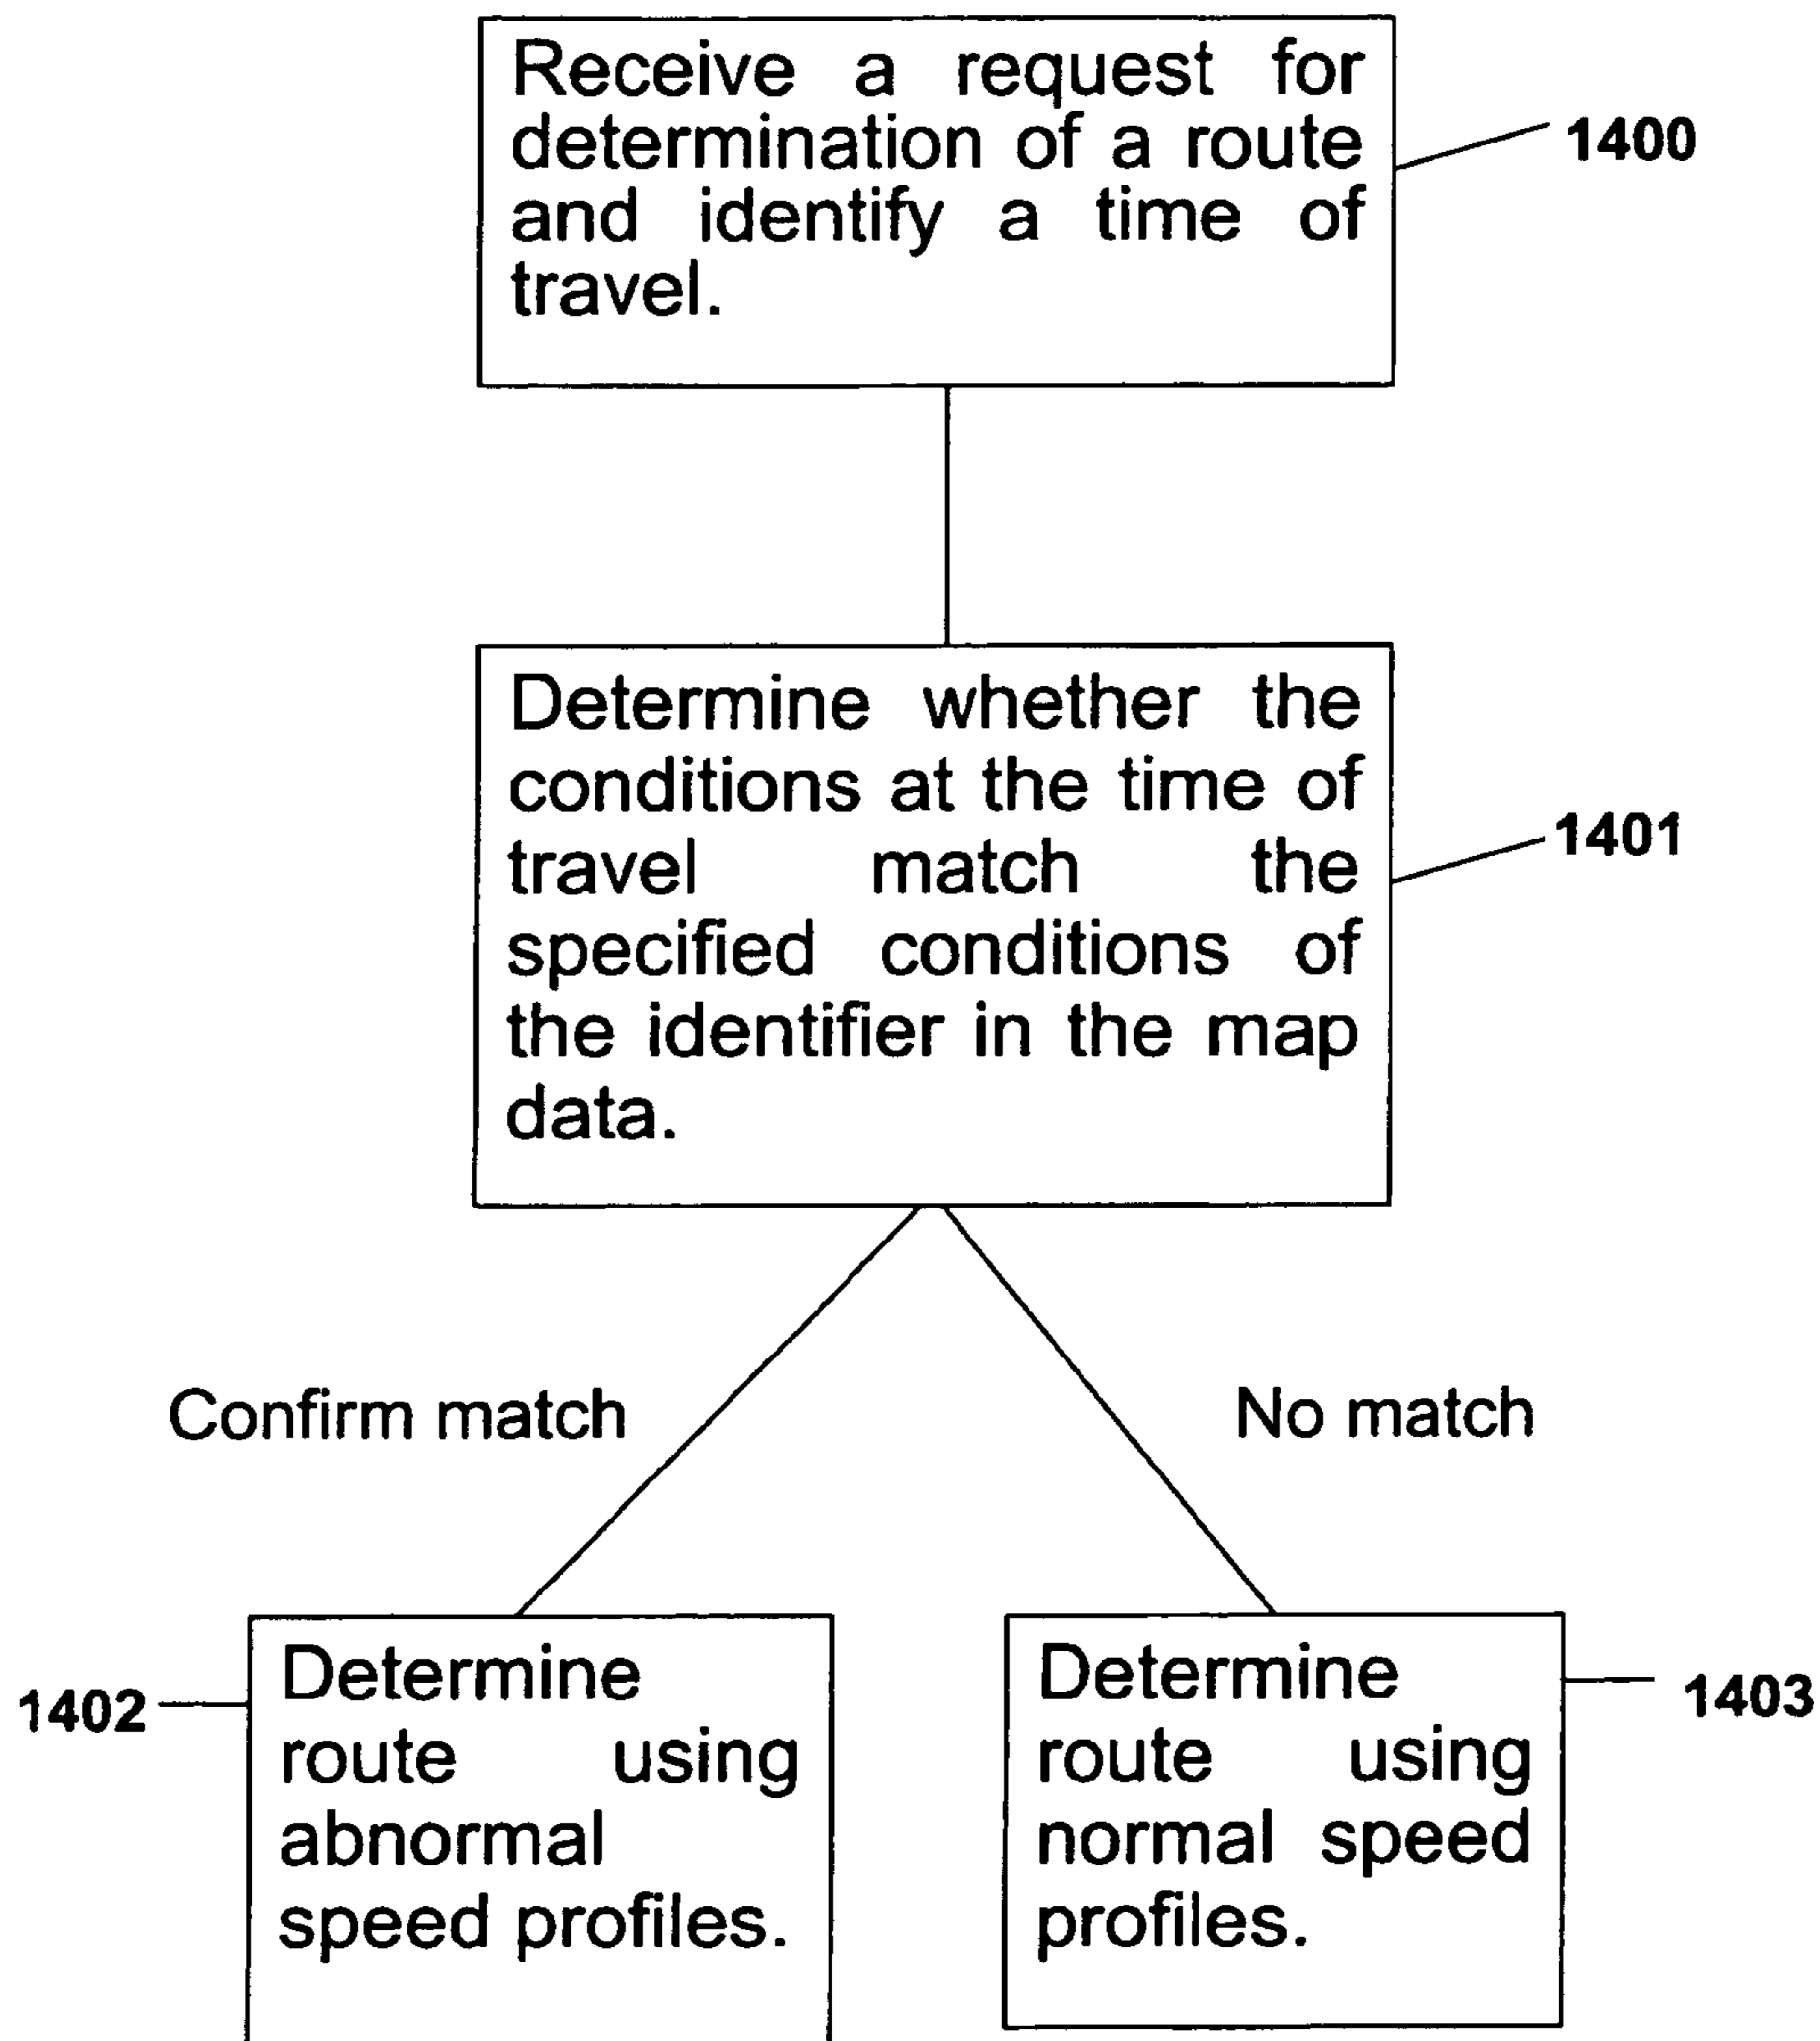 Receive a request for
determination of a route
and identify a time of
travel.
1400
Determine whether the
conditions at the time of
travel match the
specified conditions of
the identifier in the map
data.
1401
Confirm match
No match
1402
Determine
route using
abnormal
speed profiles.
Determine
route using
normal speed
profiles.
1403